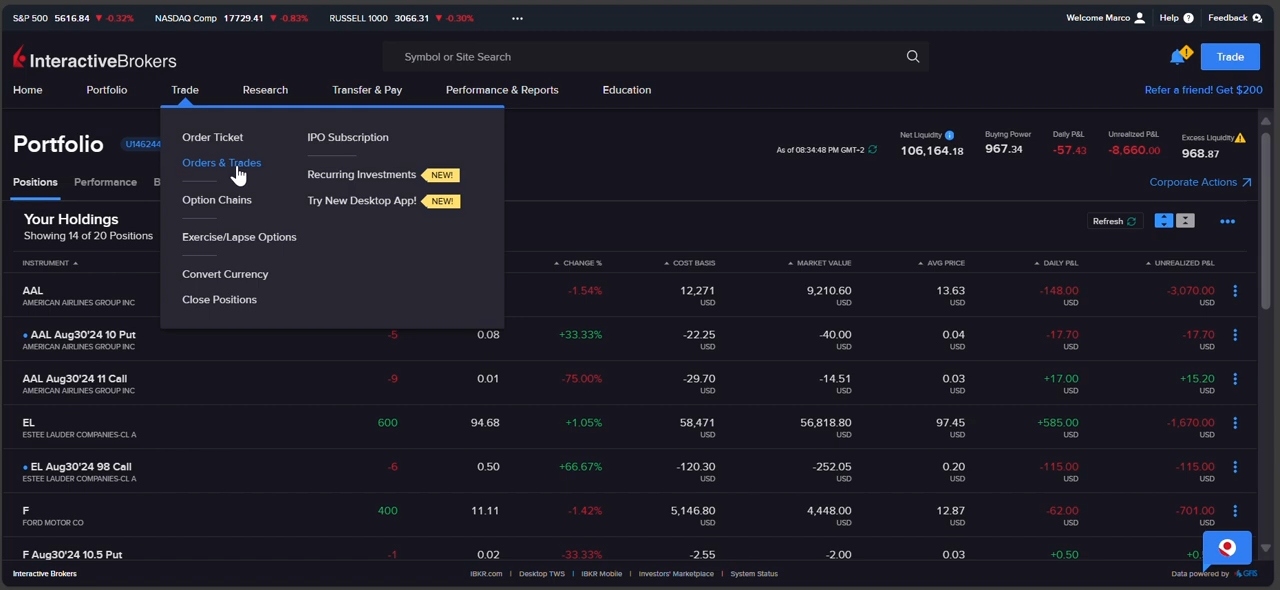 S&P 500 5616.84 ▼ -0.32% NASDAQ Comp 17729.41 ▼ -0.83% RUSSELL 1000 3066.31 ▼ -0.30% ••• Welcome Marco Help ? Feedback
InteractiveBrokers Symbol or Site Search Trade
Home Portfolio Trade Research Transfer & Pay Performance & Reports Education Refer a friend! Get $200
Portfolio U146244
As of 08:34:48 PM GMT-2
Net Liquidity 106,164.18
Buying Power 967.34
Daily P&L -57.43
Unrealized P&L -8,660.00
Excess Liquidity 968.87
Order Ticket
Orders & Trades
Option Chains
Exercise/Lapse Options
Convert Currency
Close Positions
IPO Subscription
Recurring Investments NEW!
Try New Desktop App! NEW!
Positions Performance B Corporate Actions
Your Holdings
Showing 14 of 20 Positions
Refresh
INSTRUMENT CHANGE % COST BASIS MARKET VALUE AVG PRICE DAILY P&L UNREALIZED P&L
AAL -1.54% 12,271 9,210.60 13.63 -148.00 -3,070.00
AMERICAN AIRLINES GROUP INC USD USD USD USD USD
AAL Aug30'24 10 Put -5 0.08 +33.33% -22.25 -40.00 0.04 -17.70 -17.70
AMERICAN AIRLINES GROUP INC USD USD USD USD USD
AAL Aug30'24 11 Call -9 0.01 -75.00% -29.70 -14.51 0.03 +17.00 +15.20
AMERICAN AIRLINES GROUP INC USD USD USD USD USD
EL 600 94.68 +1.05% 58,471 56,818.80 97.45 +585.00 -1,670.00
ESTEE LAUDER COMPANIES-CL A USD USD USD USD USD
EL Aug30'24 98 Call -6 0.50 +66.67% -120.30 -252.05 0.20 -115.00 -115.00
ESTEE LAUDER COMPANIES-CL A USD USD USD USD USD
F 400 11.11 -1.42% 5,146.80 4,448.00 12.87 -62.00 -701.00
FORD MOTOR CO USD USD USD USD USD
F Aug30'24 10.5 Put -1 0.02 -33.33% -2.55 -2.00 0.03 +0.50
Interactive Brokers IBKR.com | Desktop TWS | IBKR Mobile | Investors' Marketplace | System Status Data powered by GFIS